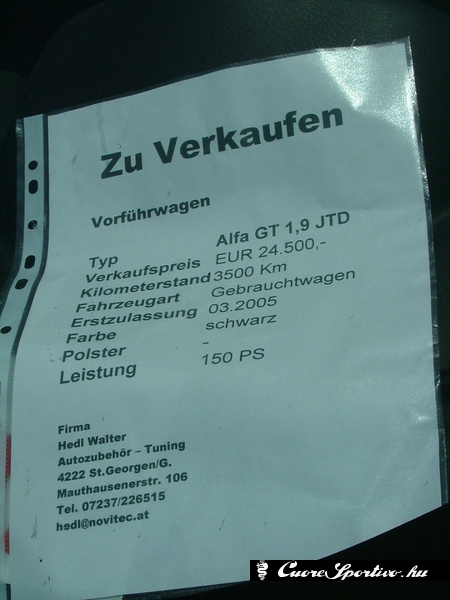 Zu Verkaufen
Vorführwagen
Typ Alfa GT 1,9 JTD
Verkaufspreis EUR 24.500,-
Kilometerstand 3500 Km
Fahrzeugart Gebrauchtwagen
Erstzulassung 03.2005
Farbe schwarz
Polster -
Leistung 150 PS
Firma
Hedl Walter
Autozubehör – Tuning
4222 St.Georgen/G.
Mauthausenerstr. 106
Tel. 07237/226515
hedl@novitec.at
CuoreSportivo.hu